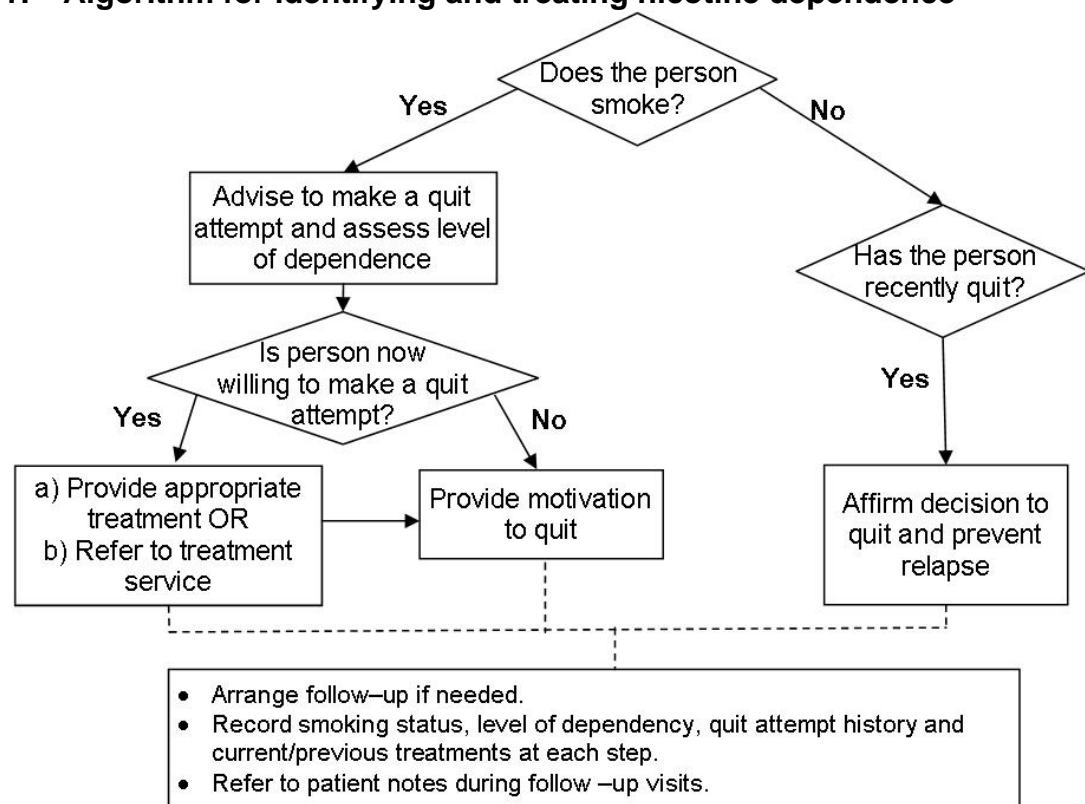 Algorithm for identifying and treating nicotine dependence
Does the person
smoke?
Yes
No
Advise to make a quit
attempt and assess level
of dependence
Has the person
recently quit?
Is person now
willing to make a quit
attempt?
Yes
No
Yes
a) Provide appropriate
treatment OR
b) Refer to treatment
service
Provide motivation
to quit
Affirm decision to
quit and prevent
relapse
• Arrange follow–up if needed.
• Record smoking status, level of dependency, quit attempt history and
current/previous treatments at each step.
• Refer to patient notes during follow –up visits.